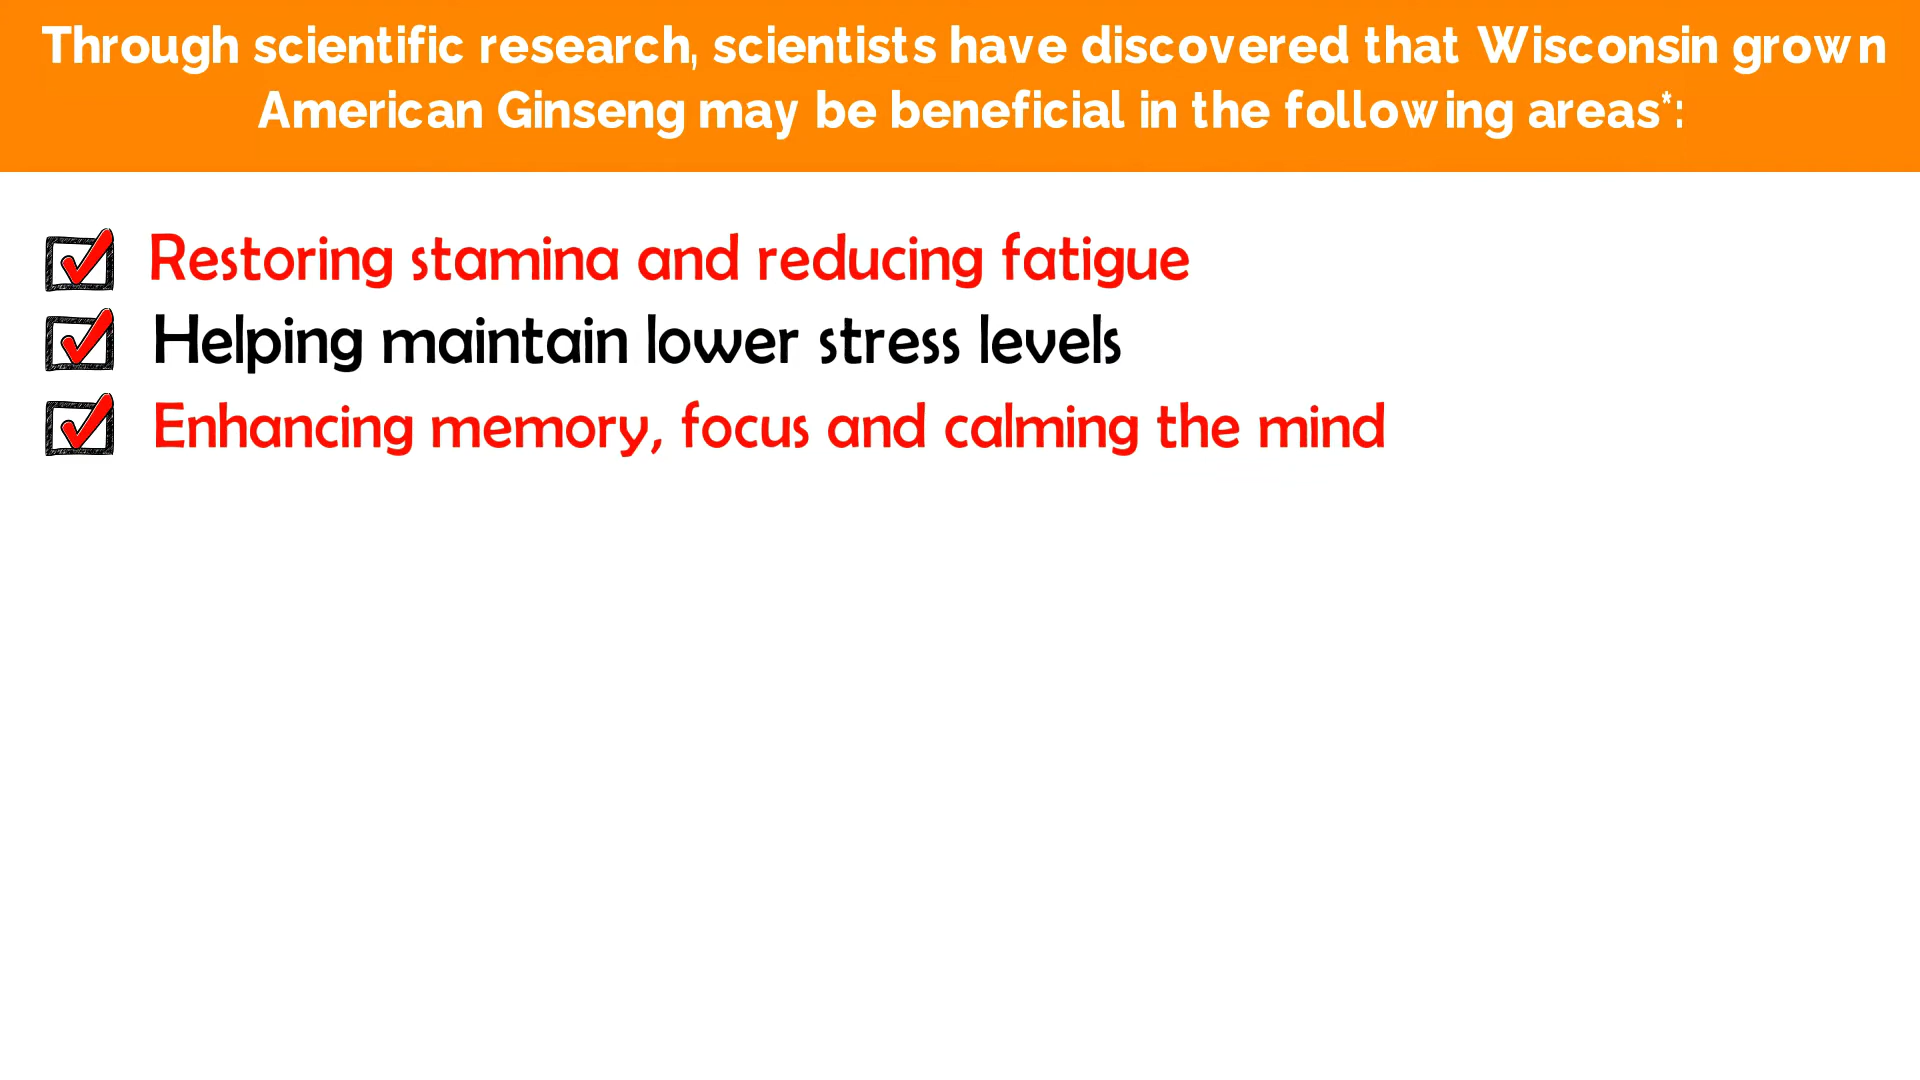 Through scientific research, scientists have discovered that Wisconsin grown
American Ginseng may be beneficial in the following areas*:
Restoring stamina and reducing fatigue
Helping maintain lower stress levels
Enhancing memory, focus and calming the mind